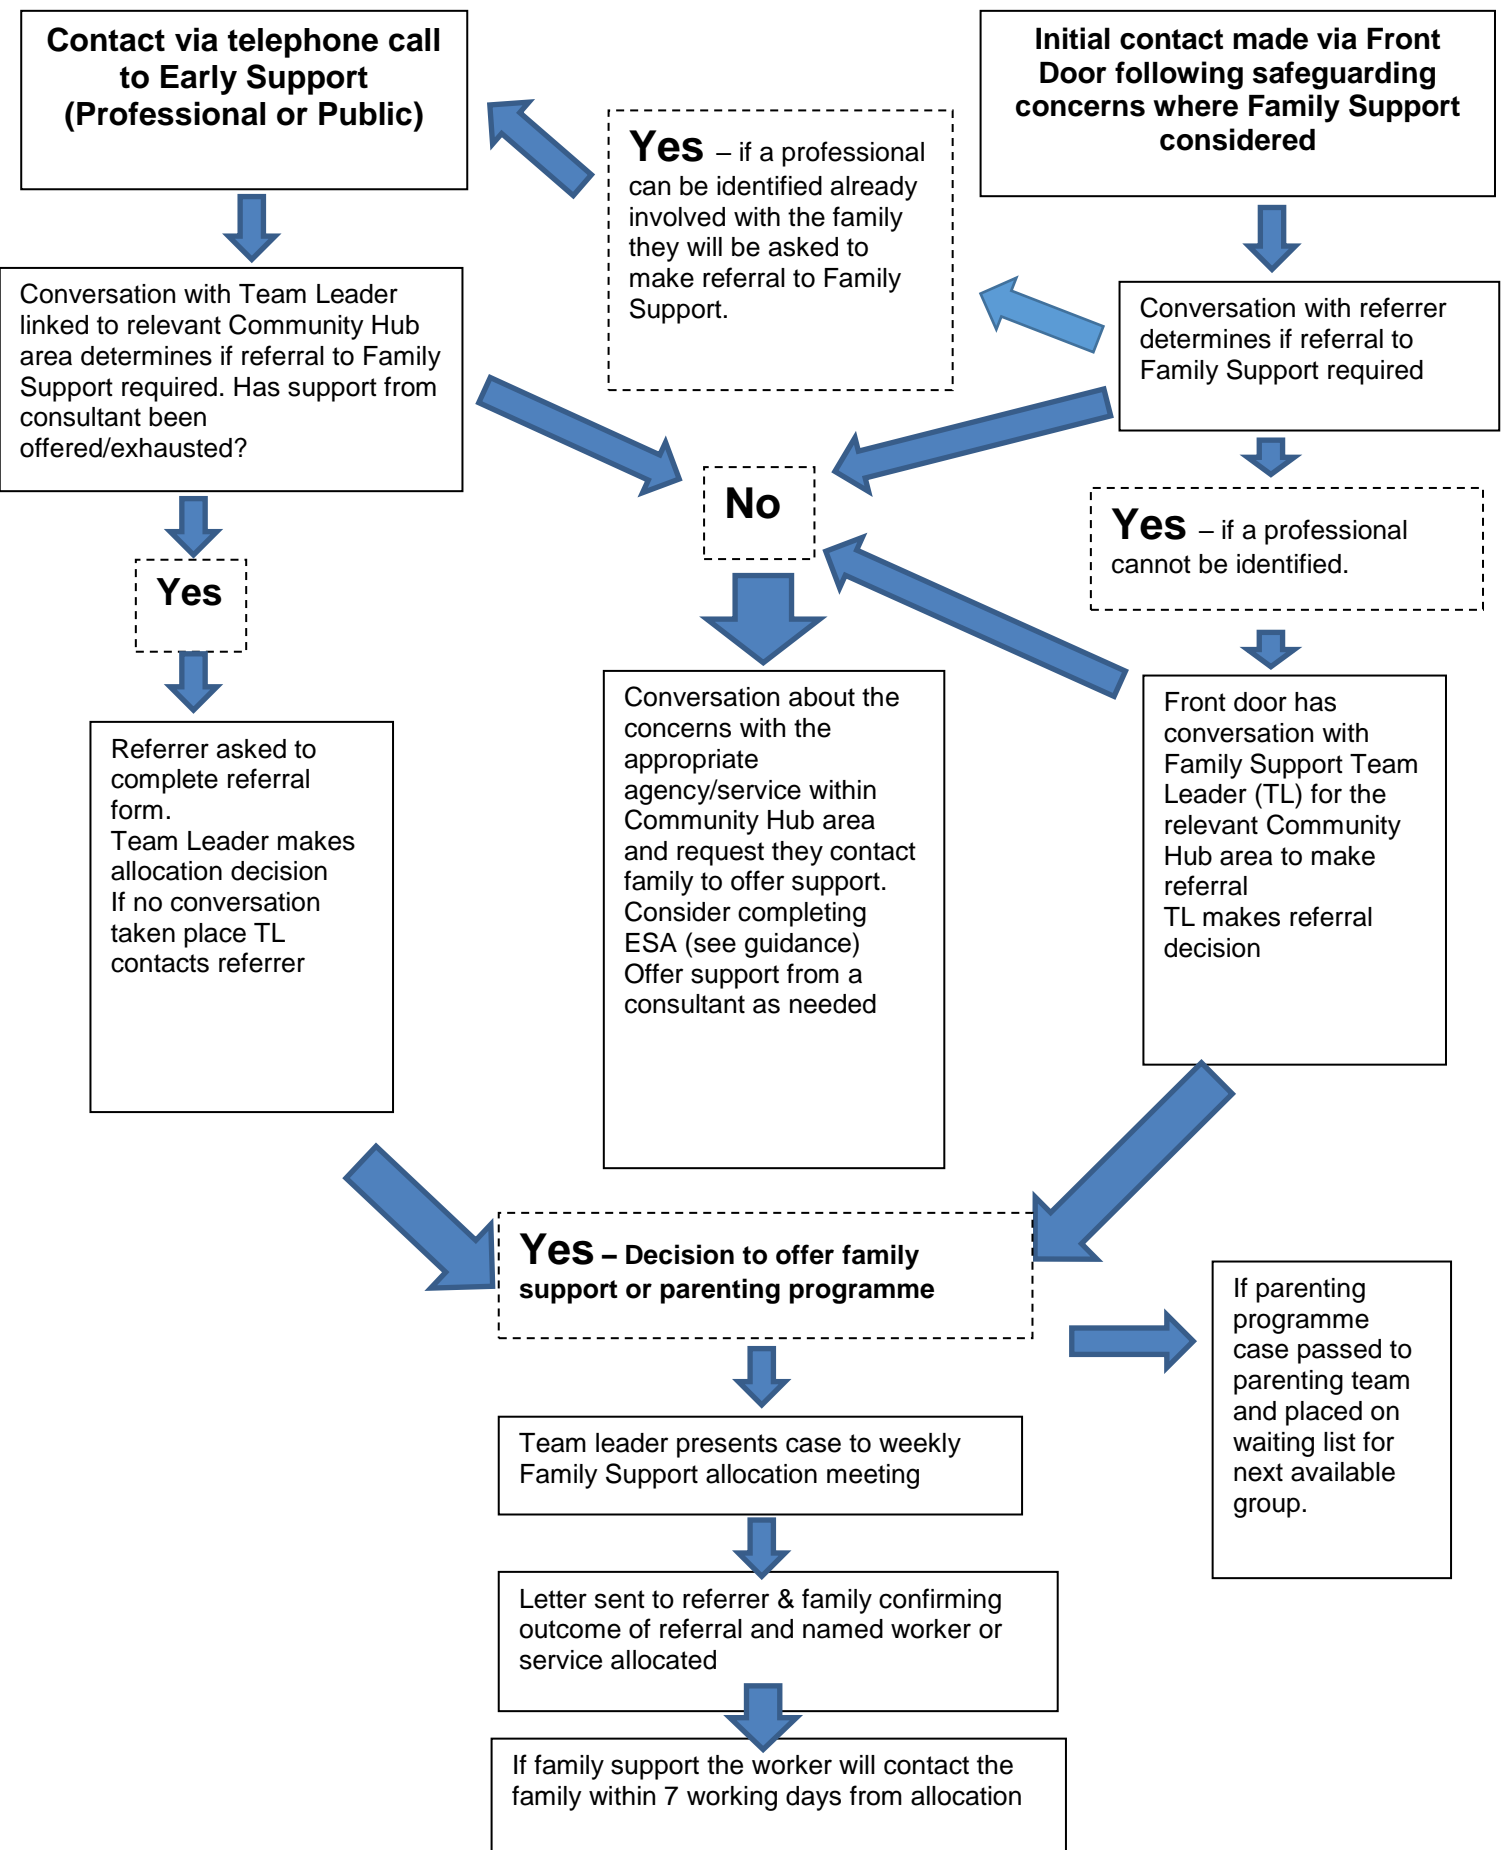 Contact via telephone call
to Early Support
(Professional or Public)
Initial contact made via Front
Door following safeguarding
concerns where Family Support
considered
Yes – if a professional
can be identified already
involved with the family
they will be asked to
make referral to Family
Support.
Conversation with Team Leader
linked to relevant Community Hub
area determines if referral to Family
Support required. Has support from
consultant been
offered/exhausted?
Conversation with referrer
determines if referral to
Family Support required
No
Yes – if a professional
cannot be identified.
Yes
Referrer asked to
complete referral
form.
Team Leader makes
allocation decision
If no conversation
taken place TL
contacts referrer
Conversation about the
concerns with the
appropriate
agency/service within
Community Hub area
and request they contact
family to offer support.
Consider completing
ESA (see guidance)
Offer support from a
consultant as needed
Front door has
conversation with
Family Support Team
Leader (TL) for the
relevant Community
Hub area to make
referral
TL makes referral
decision
Yes – Decision to offer family
support or parenting programme
If parenting
programme
case passed to
parenting team
and placed on
waiting list for
next available
group.
Team leader presents case to weekly
Family Support allocation meeting
Letter sent to referrer & family confirming
outcome of referral and named worker or
service allocated
If family support the worker will contact the
family within 7 working days from allocation